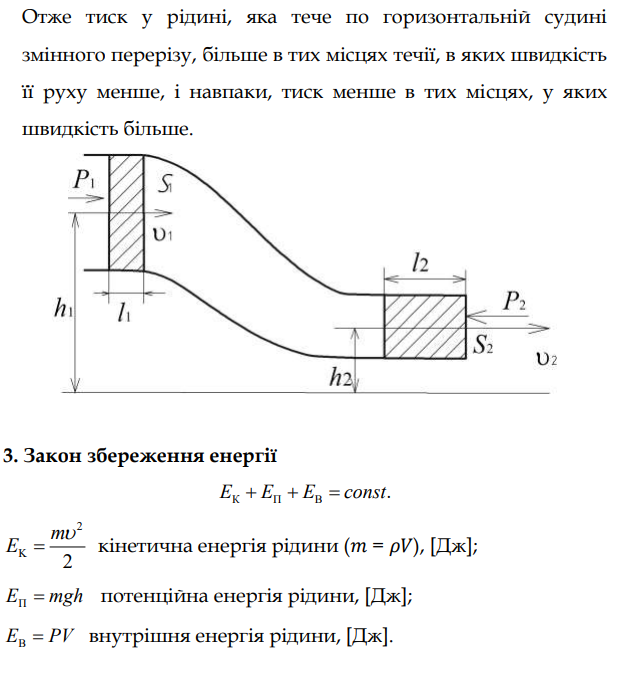 Отже тиск у рідині, яка тече по горизонтальній судині
змінного перерізу, більше в тих місцях течії, в яких швидкість
її руху менше, і навпаки, тиск менше в тих місцях, у яких
швидкість більше.
P₁ S₁
υ₁
l₂
h₁ l₁ P₂
S₂ υ₂
h₂
3. Закон збереження енергії
Eк + Eп + Eв = const.
Eк = mυ²/2 кінетична енергія рідини (m = ρV), [Дж];
Eп = mgh потенційна енергія рідини, [Дж];
Eв = PV внутрішня енергія рідини, [Дж].